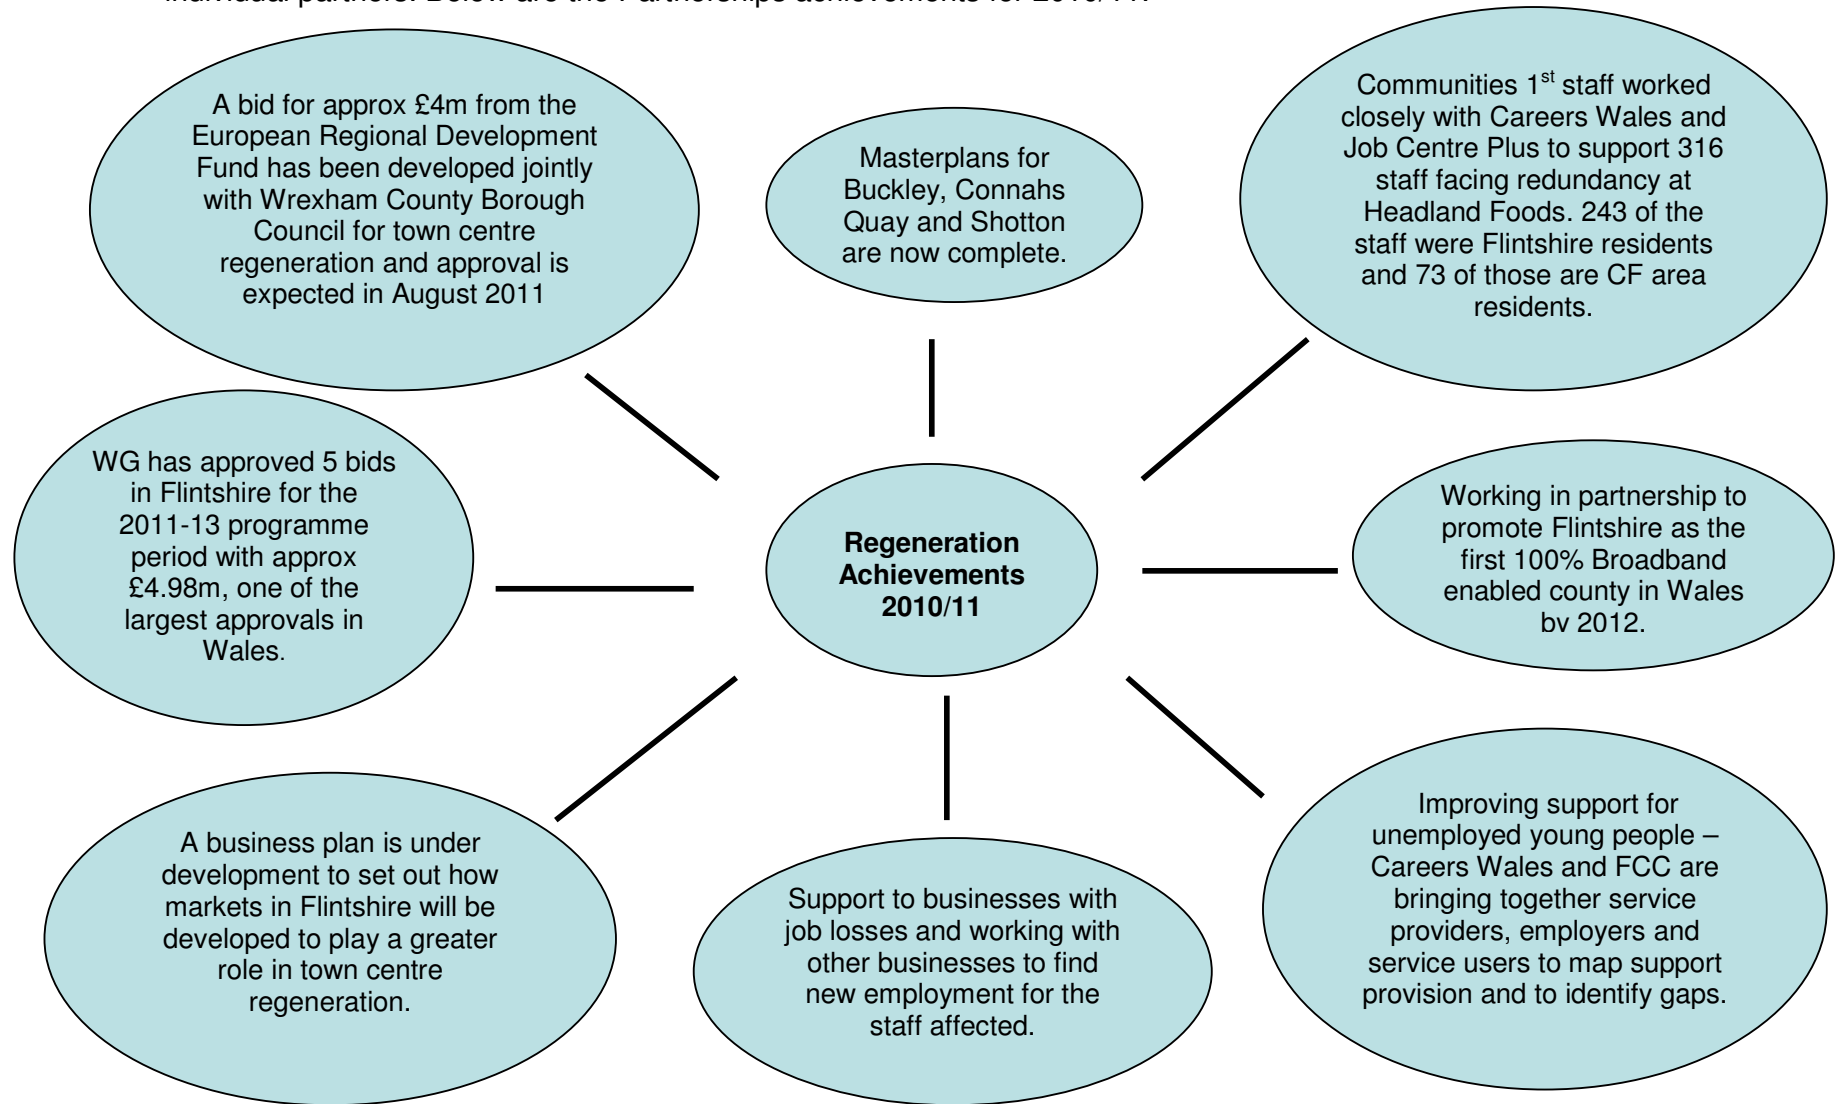 A bid for approx £4m from the
European Regional Development
Fund has been developed jointly
with Wrexham County Borough
Council for town centre
regeneration and approval is
expected in August 2011
Masterplans for
Buckley, Connahs
Quay and Shotton
are now complete.
Communities 1st staff worked
closely with Careers Wales and
Job Centre Plus to support 316
staff facing redundancy at
Headland Foods. 243 of the
staff were Flintshire residents
and 73 of those are CF area
residents.
WG has approved 5 bids
in Flintshire for the
2011-13 programme
period with approx
£4.98m, one of the
largest approvals in
Wales.
Regeneration
Achievements
2010/11
Working in partnership to
promote Flintshire as the
first 100% Broadband
enabled county in Wales
by 2012.
A business plan is under
development to set out how
markets in Flintshire will be
developed to play a greater
role in town centre
regeneration.
Support to businesses with
job losses and working with
other businesses to find
new employment for the
staff affected.
Improving support for
unemployed young people –
Careers Wales and FCC are
bringing together service
providers, employers and
service users to map support
provision and to identify gaps.